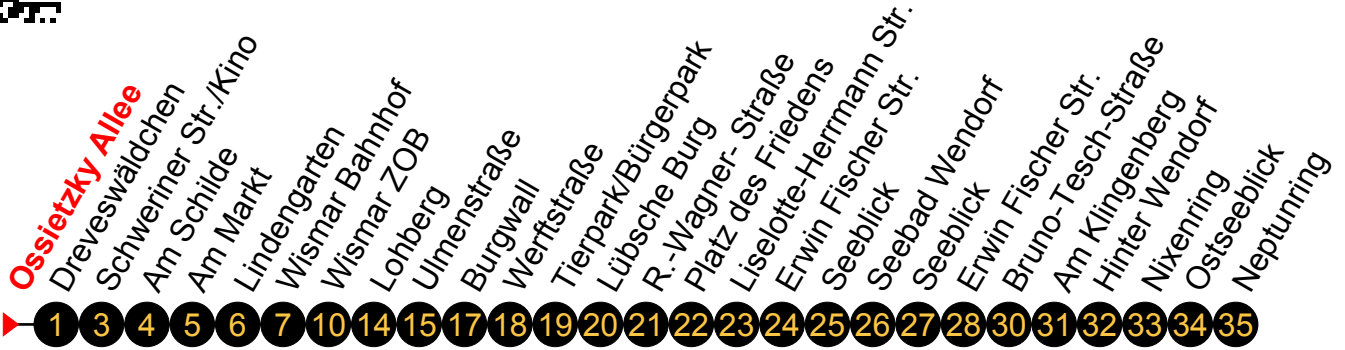 Ossietzky Allee
Dreveswäldchen
Schweriner Str./Kino
Am Schilde
Am Markt
Lindengarten
Wismar Bahnhof
Wismar ZOB
Lohberg
Ulmenstraße
Burgwall
Werftstraße
Tierpark/Bürgerpark
Lübsche Burg
R.-Wagner- Straße
Platz des Friedens
Liselotte-Herrmann Str.
Erwin Fischer Str.
Seeblick
Seebad Wendorf
Seeblick
Erwin Fischer Str.
Bruno-Tesch-Straße
Am Klingenberg
Hinter Wendorf
Nixenring
Ostseeblick
Neptunring
1 3 4 5 6 7 10 14 15 17 18 19 20 21 22 23 24 25 26 27 28 30 31 32 33 34 35